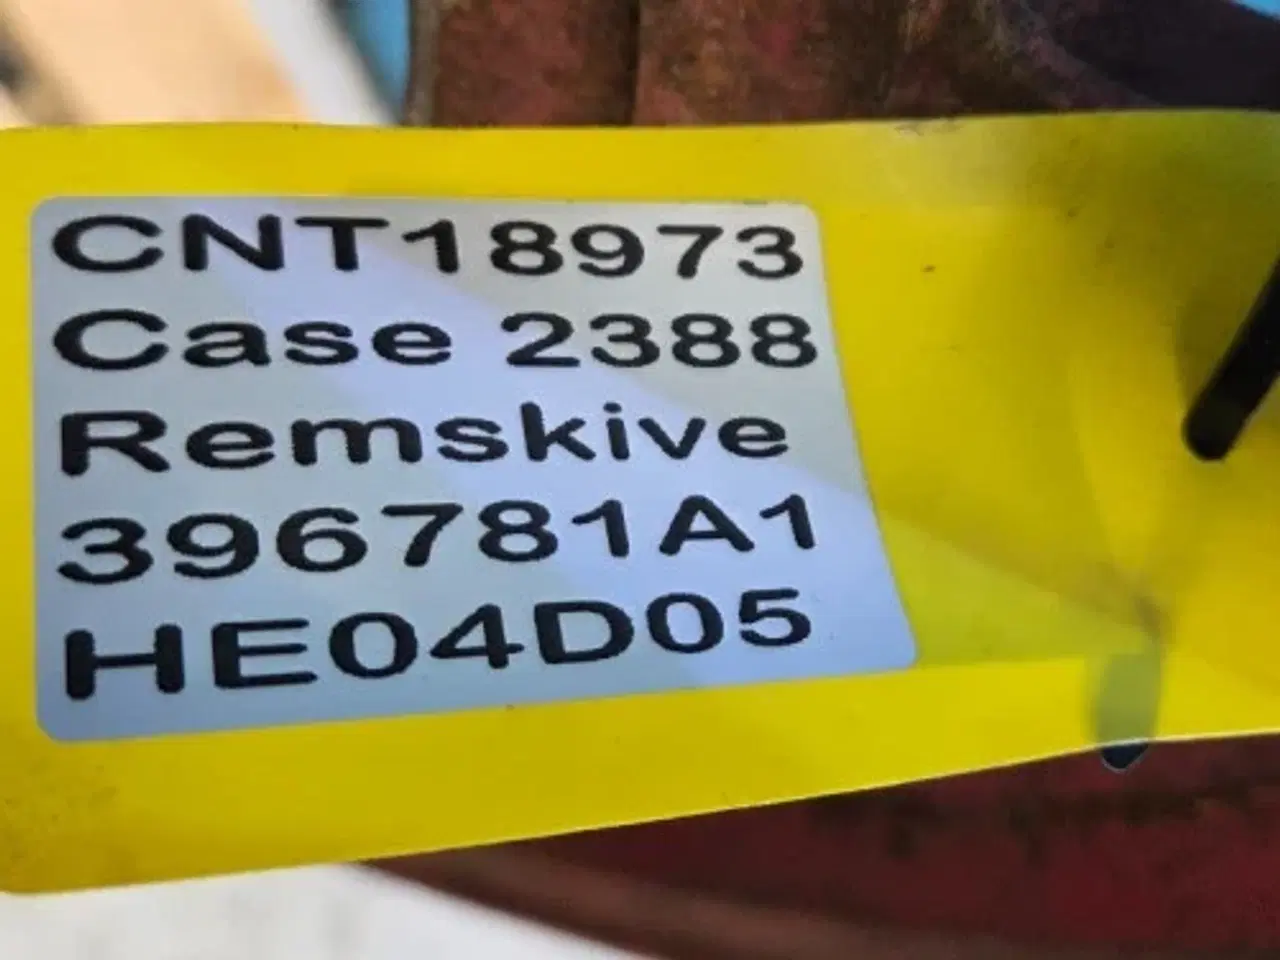 CNT18973
Case 2388
Remskive
396781A1
HE04D05